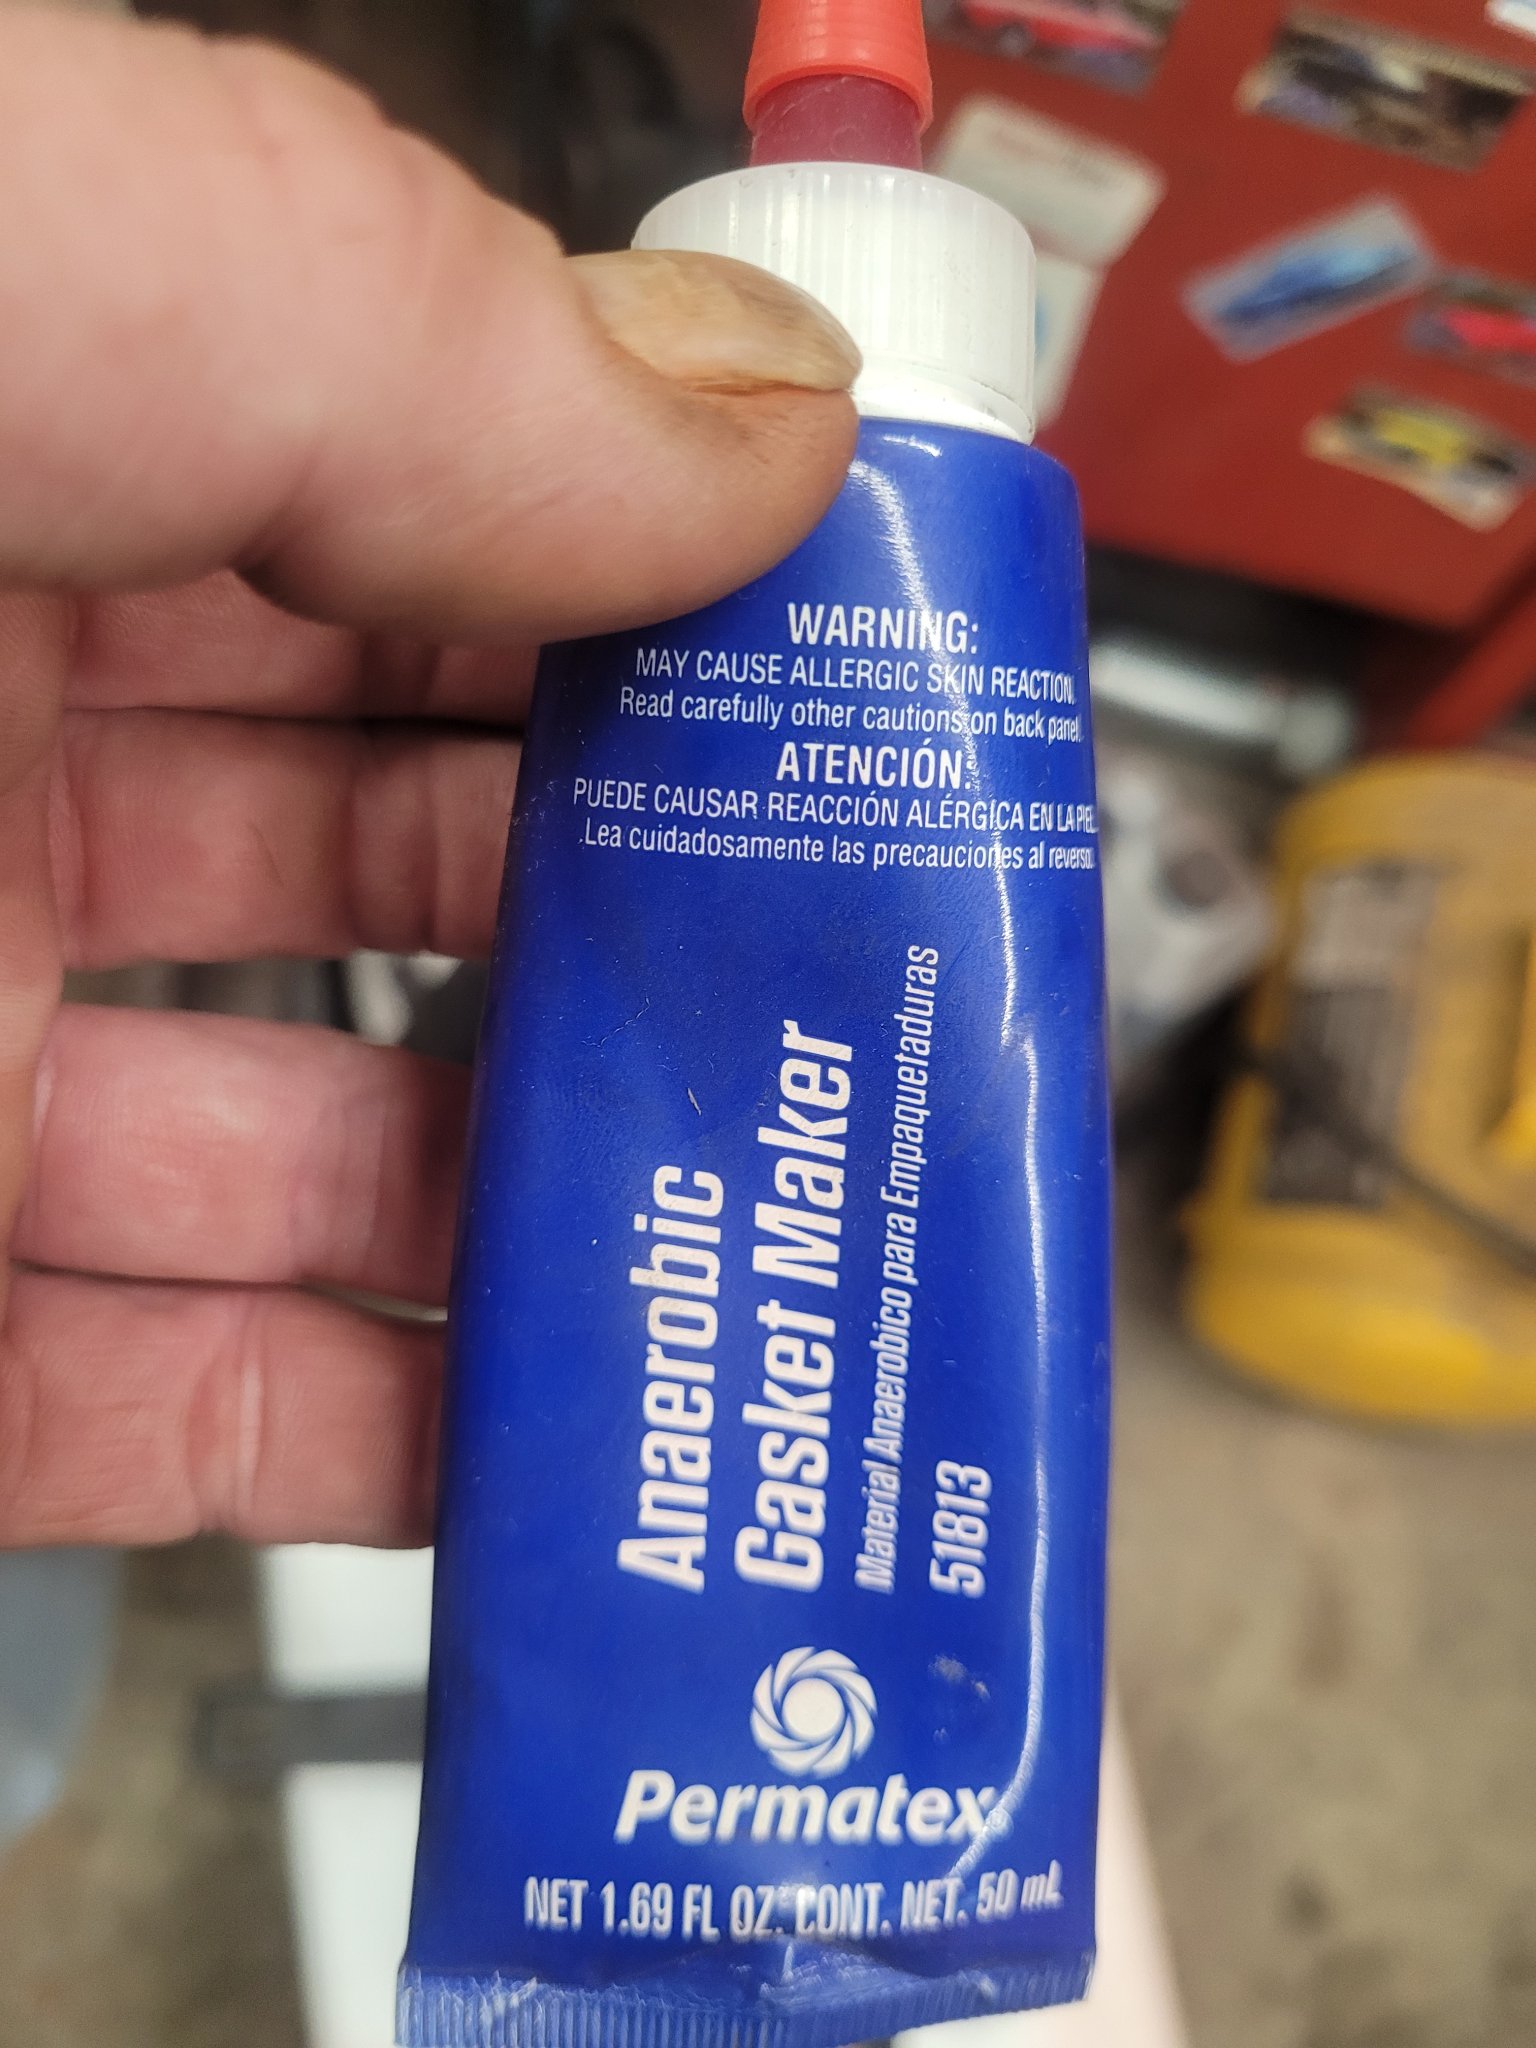 WARNING:
MAY CAUSE ALLERGIC SKIN REACTION.
Read carefully other cautions on back panel.
ATENCIÓN:
PUEDE CAUSAR REACCIÓN ALÉRGICA EN LA PIEL.
Lea cuidadosamente las precauciones al reverso.
Anaerobic
Gasket Maker
Material Anaerobico para Empaquetaduras
51813
Permatex®
NET 1.69 FL OZ. CONT. NET. 50 mL